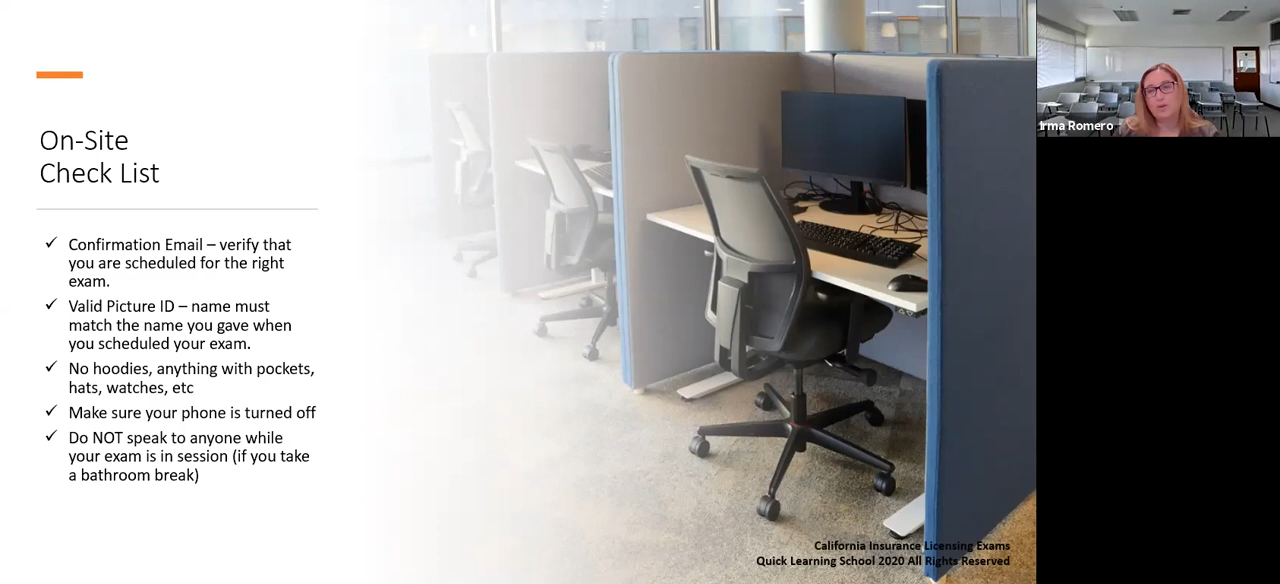 On-Site
Check List
✓ Confirmation Email – verify that
you are scheduled for the right
exam.
✓ Valid Picture ID – name must
match the name you gave when
you scheduled your exam.
✓ No hoodies, anything with pockets,
hats, watches, etc
✓ Make sure your phone is turned off
✓ Do NOT speak to anyone while
your exam is in session (if you take
a bathroom break)
California Insurance Licensing Exams
Quick Learning School 2020 All Rights Reserved
Irma Romero